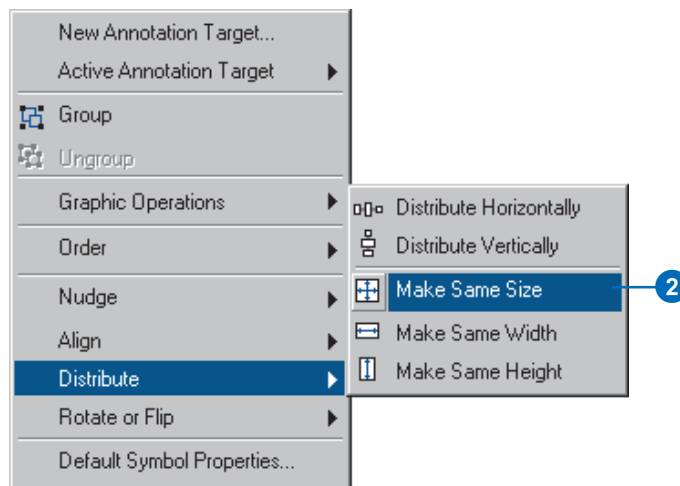 New Annotation Target...
Active Annotation Target
Group
Ungroup
Graphic Operations
Order
Nudge
Align
Distribute
Rotate or Flip
Default Symbol Properties...
Distribute Horizontally
Distribute Vertically
Make Same Size
2
Make Same Width
Make Same Height